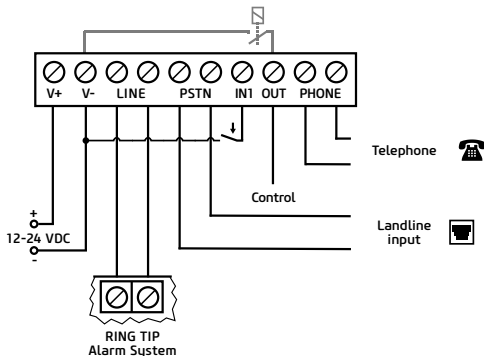 V+ V- LINE PSTN IN1 OUT PHONE
Telephone
Control
Landline
input
+
12-24 VDC
-
RING TIP
Alarm System